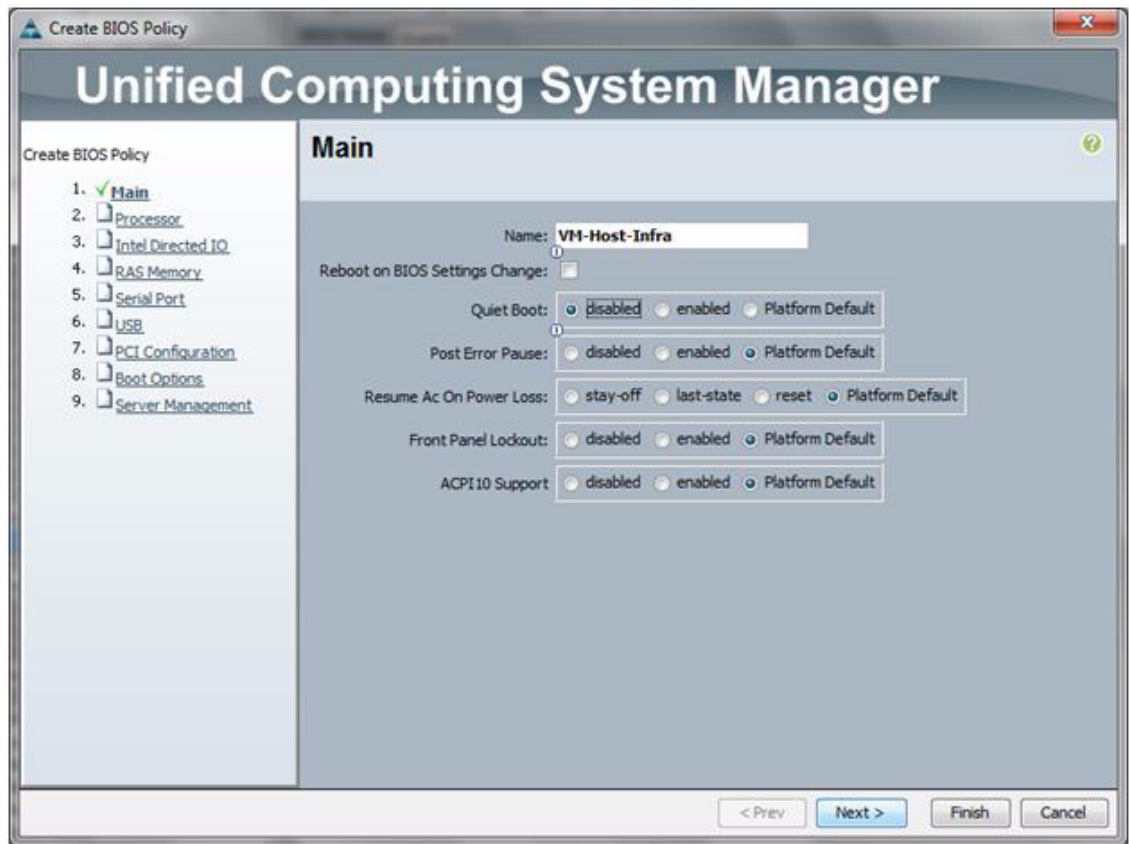 Create BIOS Policy
Unified Computing System Manager
Create BIOS Policy
1. Main
2. Processor
3. Intel Directed IO
4. RAS Memory
5. Serial Port
6. USB
7. PCI Configuration
8. Boot Options
9. Server Management
Main
Name: VM-Host-Infra
Reboot on BIOS Settings Change:
Quiet Boot: disabled enabled Platform Default
Post Error Pause: disabled enabled Platform Default
Resume Ac On Power Loss: stay-off last-state reset Platform Default
Front Panel Lockout: disabled enabled Platform Default
ACPI10 Support disabled enabled Platform Default
< Prev Next > Finish Cancel